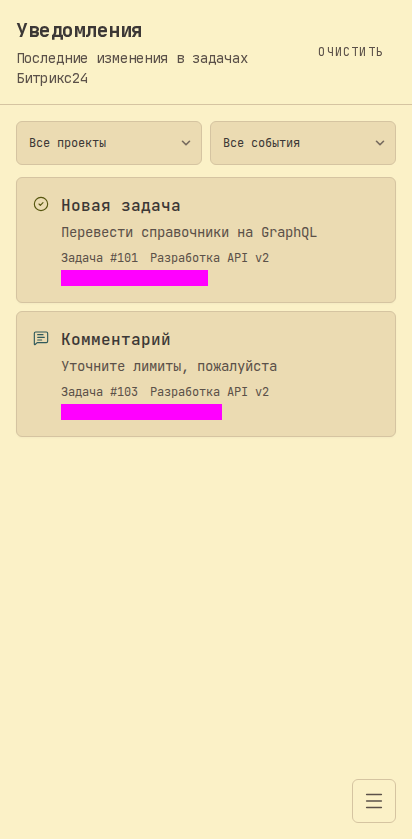 Уведомления
Последние изменения в задачах
Битрикс24
ОЧИСТИТЬ
Все проекты
Все события
Новая задача
Перевести справочники на GraphQL
Задача #101 Разработка API v2
Комментарий
Уточните лимиты, пожалуйста
Задача #103 Разработка API v2